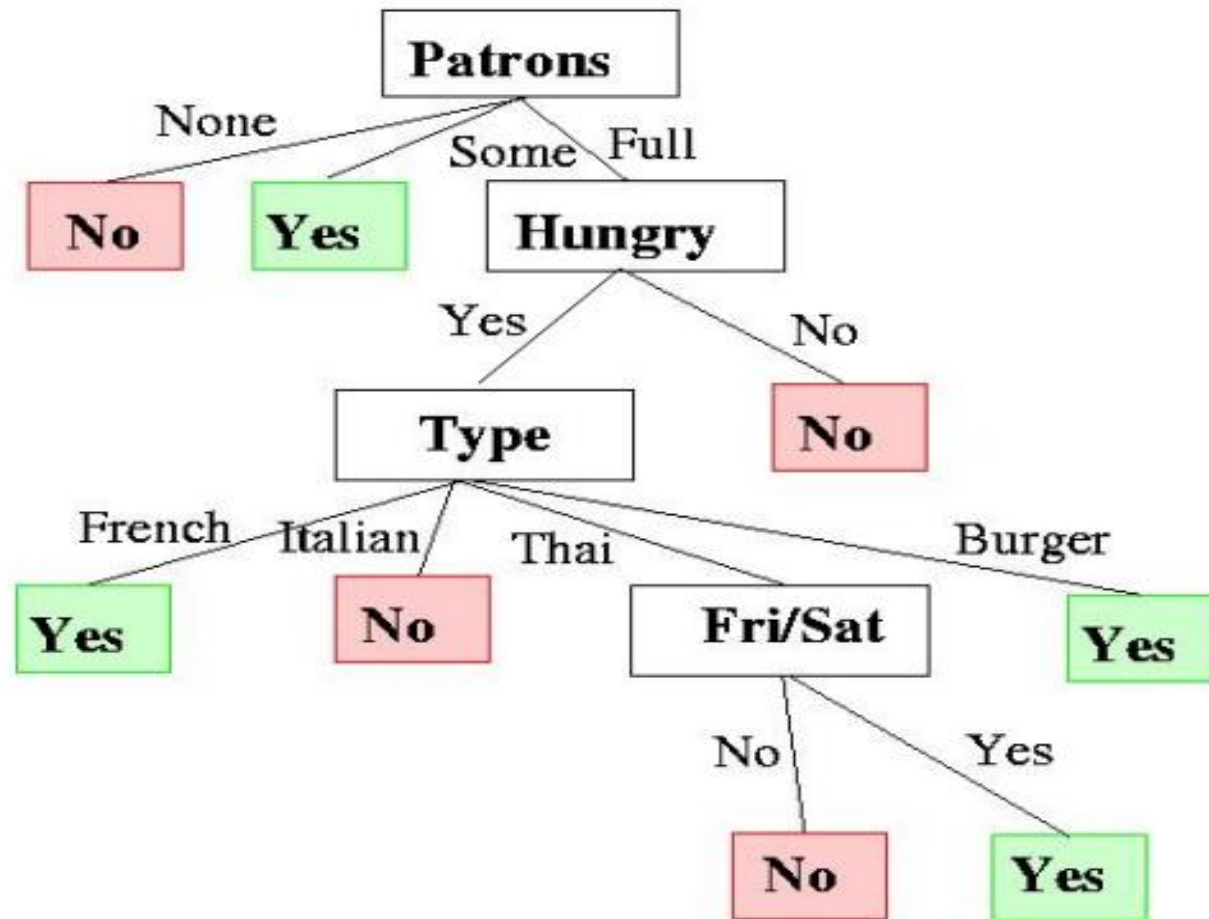 Patrons
None
Some Full
No Yes Hungry
Yes No
Type No
French Italian Thai Burger
Yes No Fri/Sat Yes
No Yes
No Yes